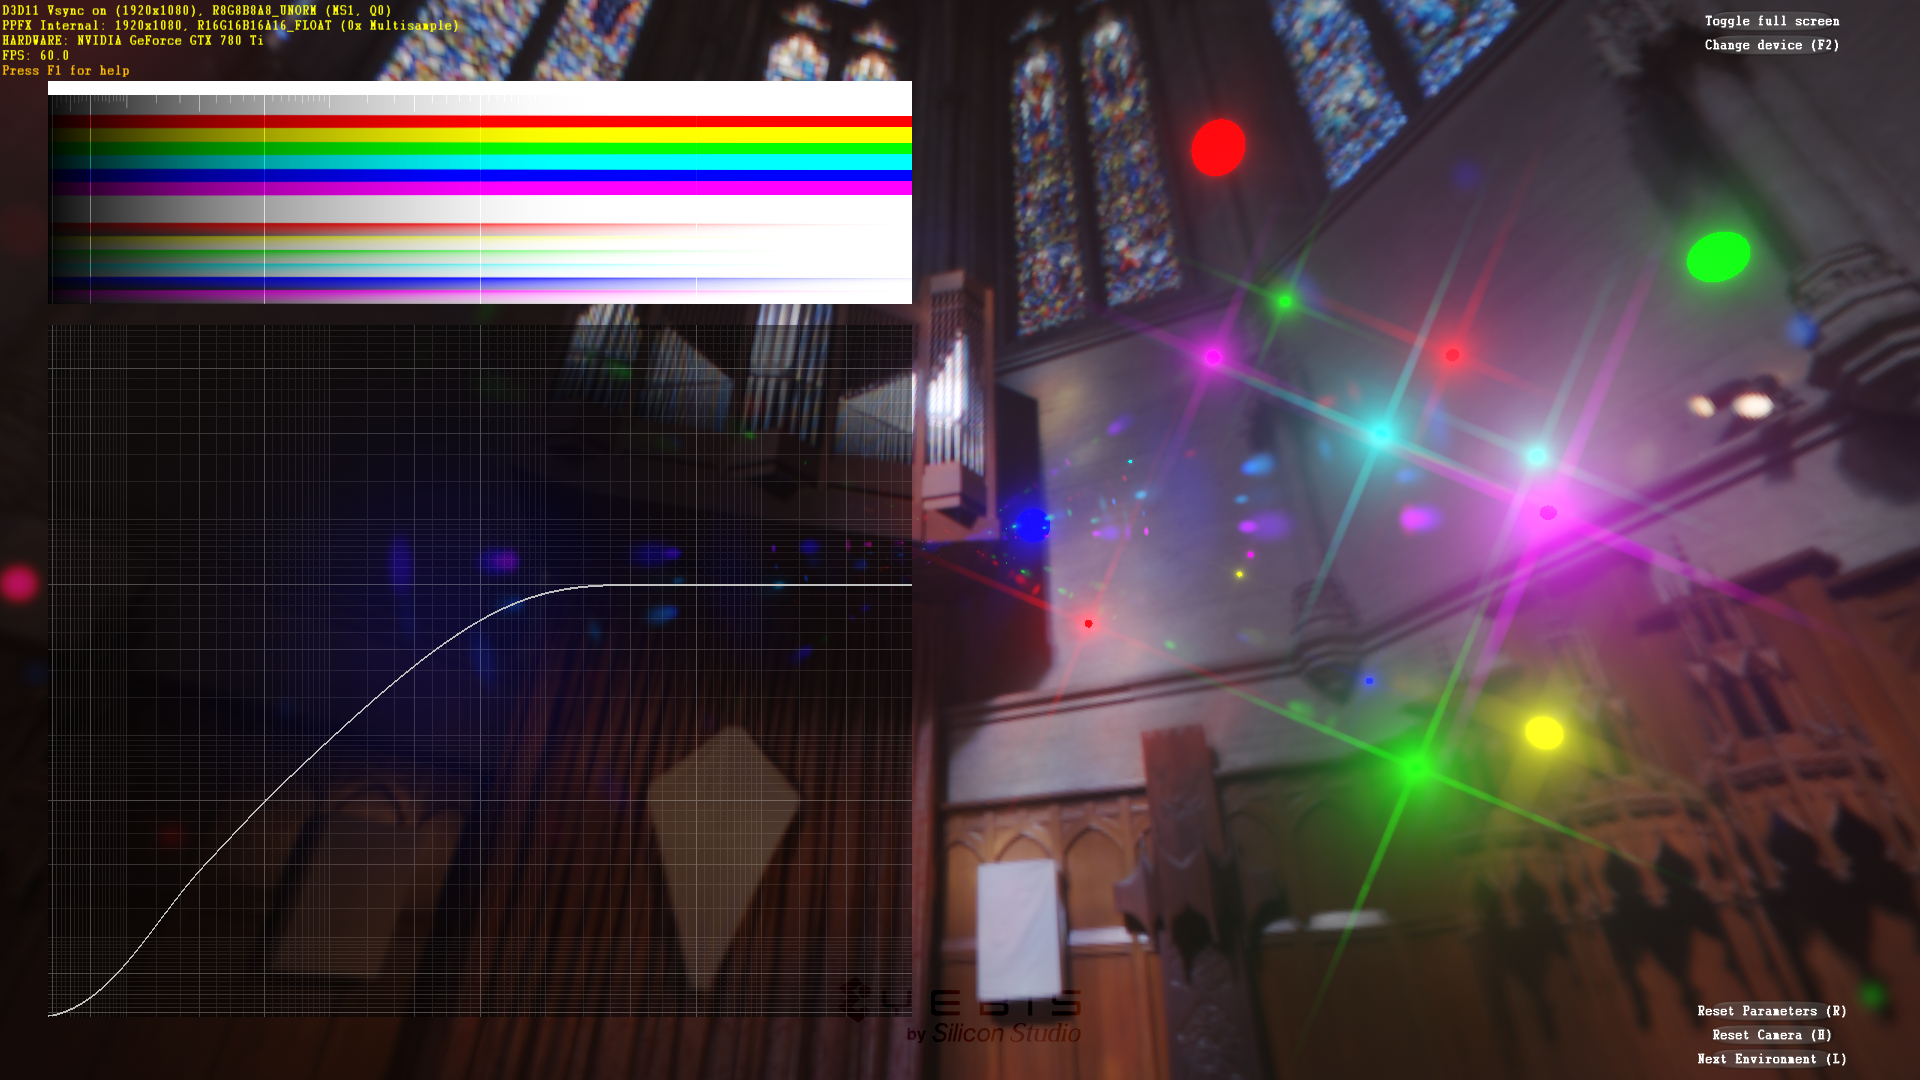 D3D11 Vsync on (1920x1080), R8G8B8A8_UNORM (MS1, Q0)
PPFX Internal: 1920x1080, R16G16B16A16_FLOAT (0x Multisample)
HARDWARE: NVIDIA GeForce GTX 780 Ti
FPS: 60.0
Press F1 for help
Toggle full screen
Change device (F2)
YEBIS
by Silicon Studio
Reset Parameters (R)
Reset Camera (H)
Next Environment (L)